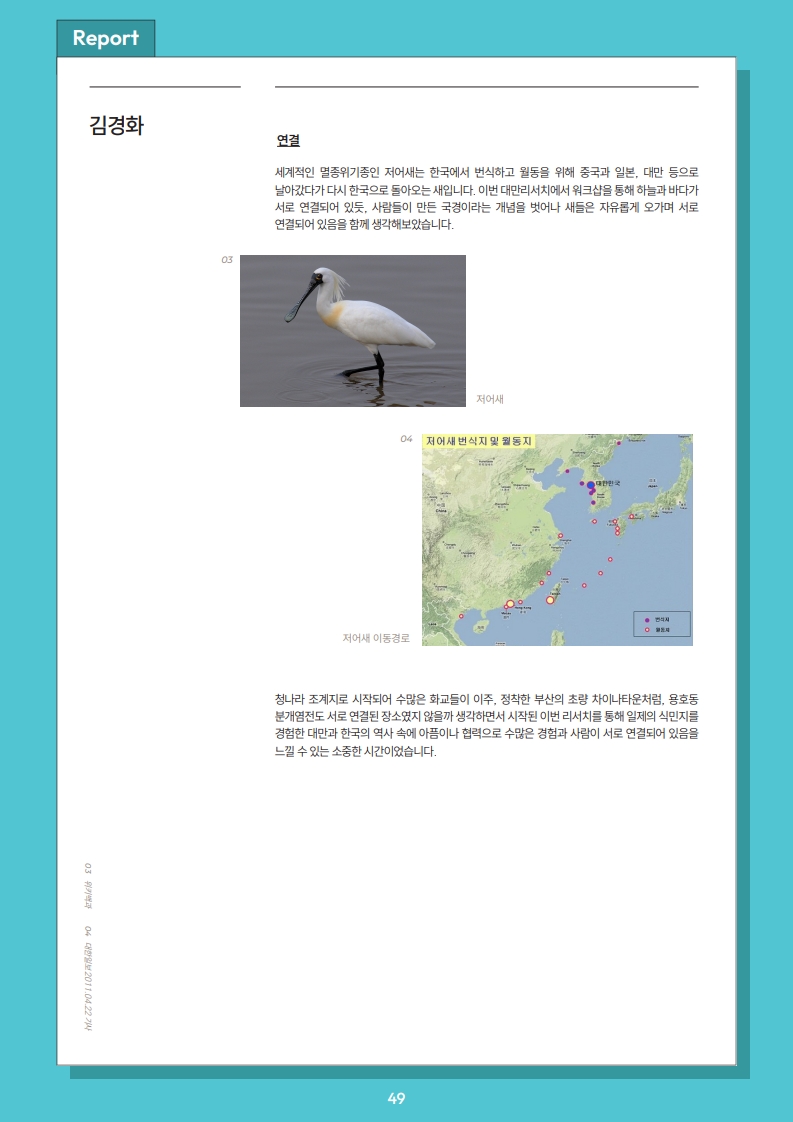 Report
김경화
연결
세계적인 멸종위기종인 저어새는 한국에서 번식하고 월동을 위해 중국과 일본, 대만 등으로
날아갔다가 다시 한국으로 돌아오는 새입니다. 이번 대만리서치에서 워크샵을 통해 하늘과 바다가
서로 연결되어 있듯, 사람들이 만든 국경이라는 개념을 벗어나 새들은 자유롭게 오가며 서로
연결되어 있음을 함께 생각해보았습니다.
03
저어새
04
저어새 번식지 및 월동지
대한한국
번식지
월동지
저어새 이동경로
청나라 조계지로 시작되어 수많은 화교들이 이주, 정착한 부산의 초량 차이나타운처럼, 용호동
분개염전도 서로 연결된 장소였지 않을까 생각하면서 시작된 이번 리서치를 통해 일제의 식민지를
경험한 대만과 한국의 역사 속에 아픔이나 협력으로 수많은 경험과 사람이 서로 연결되어 있음을
느낄 수 있는 소중한 시간이었습니다.
03 위키백과 04 대한일보 2011.04.22 기사
49